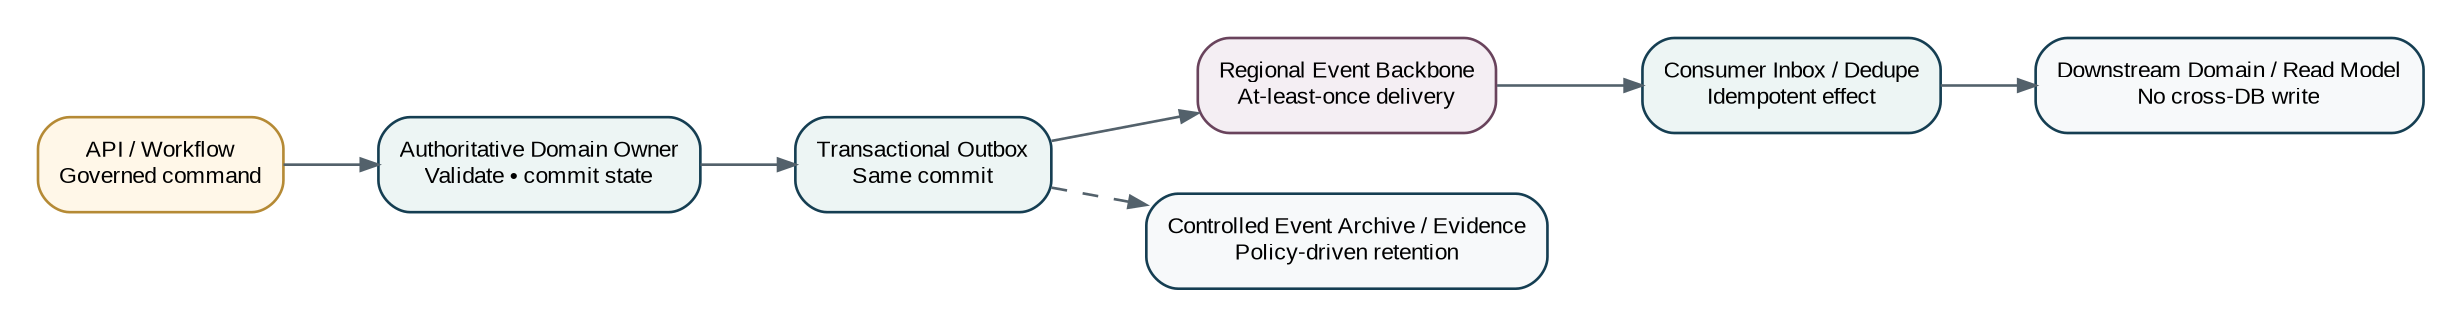 API / Workflow
Governed command
Authoritative Domain Owner
Validate • commit state
Transactional Outbox
Same commit
Regional Event Backbone
At-least-once delivery
Controlled Event Archive / Evidence
Policy-driven retention
Consumer Inbox / Dedupe
Idempotent effect
Downstream Domain / Read Model
No cross-DB write